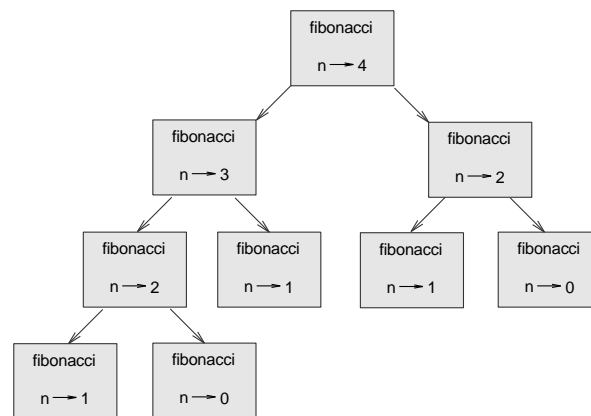 fibonacci
n → 4
fibonacci
n → 3
fibonacci
n → 2
fibonacci
n → 2
fibonacci
n → 1
fibonacci
n → 1
fibonacci
n → 0
fibonacci
n → 1
fibonacci
n → 0